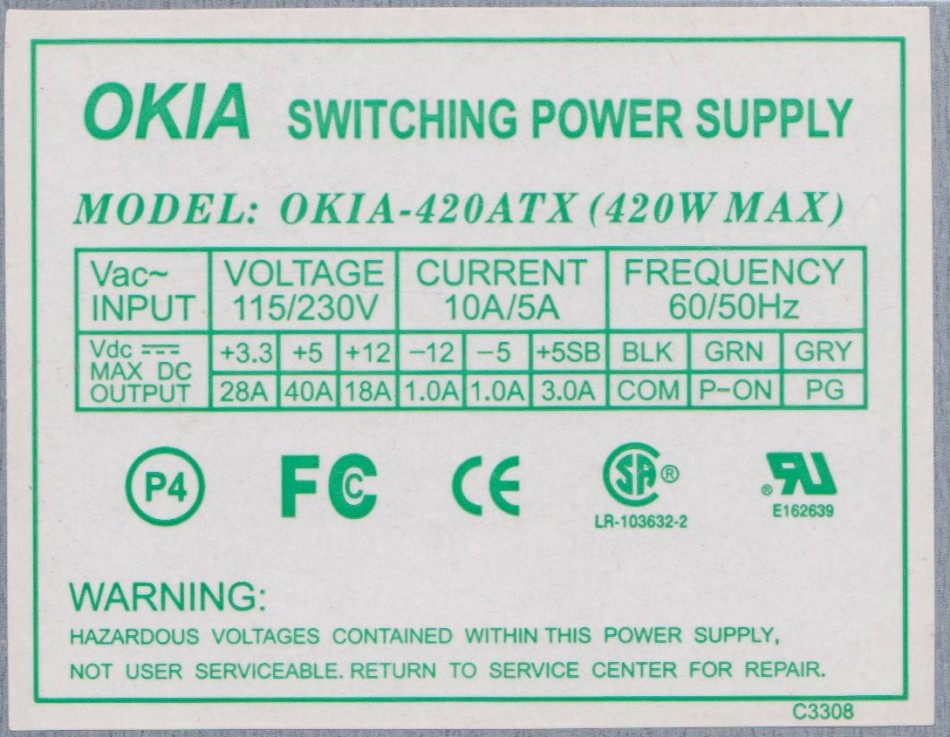 OKIA SWITCHING POWER SUPPLY
MODEL: OKIA-420ATX (420W MAX)
Vac~ INPUT VOLTAGE 115/230V CURRENT 10A/5A FREQUENCY 60/50Hz
Vdc MAX DC OUTPUT
+3.3 +5 +12 −12 −5 +5SB BLK GRN GRY
28A 40A 18A 1.0A 1.0A 3.0A COM P−ON PG
P4 FC CE SA® ®RU
LR-103632-2 E162639
WARNING:
HAZARDOUS VOLTAGES CONTAINED WITHIN THIS POWER SUPPLY,
NOT USER SERVICEABLE. RETURN TO SERVICE CENTER FOR REPAIR.
C3308